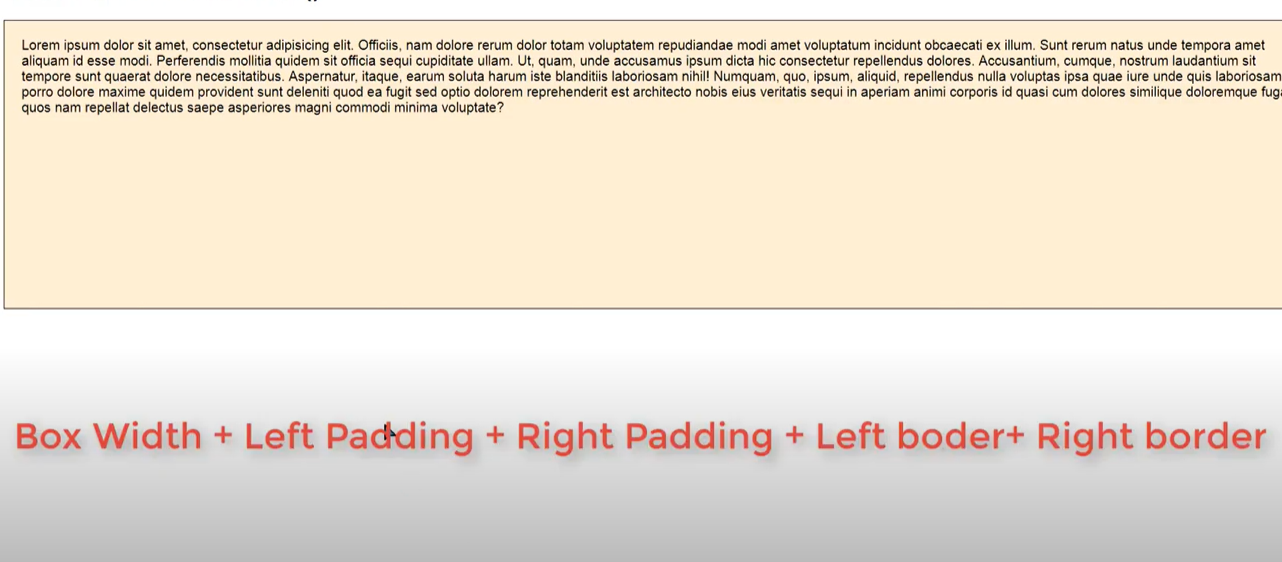 Lorem ipsum dolor sit amet, consectetur adipisicing elit. Officiis, nam dolore rerum dolor totam voluptatem repudiandae modi amet voluptatum incidunt obcaecati ex illum. Sunt rerum natus unde tempora amet
aliquam id esse modi. Perferendis mollitia quidem sit officia sequi cupiditate ullam. Ut, quam, unde accusamus ipsum dicta hic consectetur repellendus dolores. Accusantium, cumque, nostrum laudantium sit
tempore sunt quaerat dolore necessitatibus. Aspernatur, itaque, earum soluta harum iste blanditiis laboriosam nihil! Numquam, quo, ipsum, aliquid, repellendus nulla voluptas ipsa quae iure unde quis laboriosam
porro dolore maxime quidem provident sunt deleniti quod ea fugit sed optio dolorem reprehenderit est architecto nobis eius veritatis sequi in aperiam animi corporis id quasi cum dolores similique doloremque
quos nam repellat delectus saepe asperiores magni commodi minima voluptate?
Box Width + Left Padding + Right Padding + Left boder+ Right border